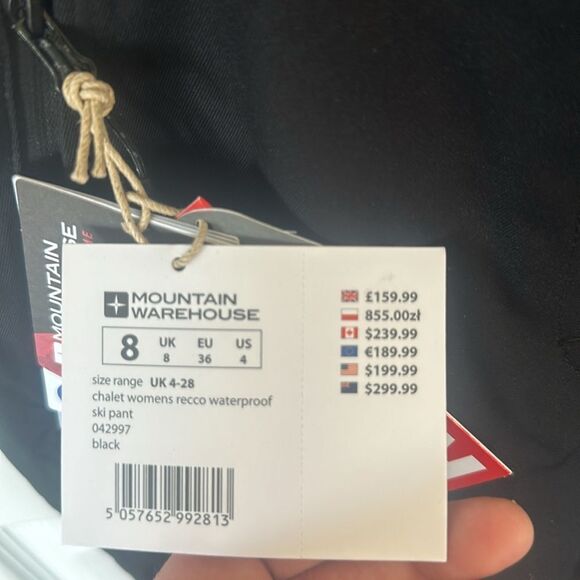 MOUNTAIN
WAREHOUSE
MOUNTAIN
WAREHOUSE
8
UK EU US
8 36 4
size range UK 4-28
chalet womens recco waterproof
ski pant
042997
black
5 057652 992813
£159.99
855.00zł
$239.99
€189.99
$199.99
$299.99